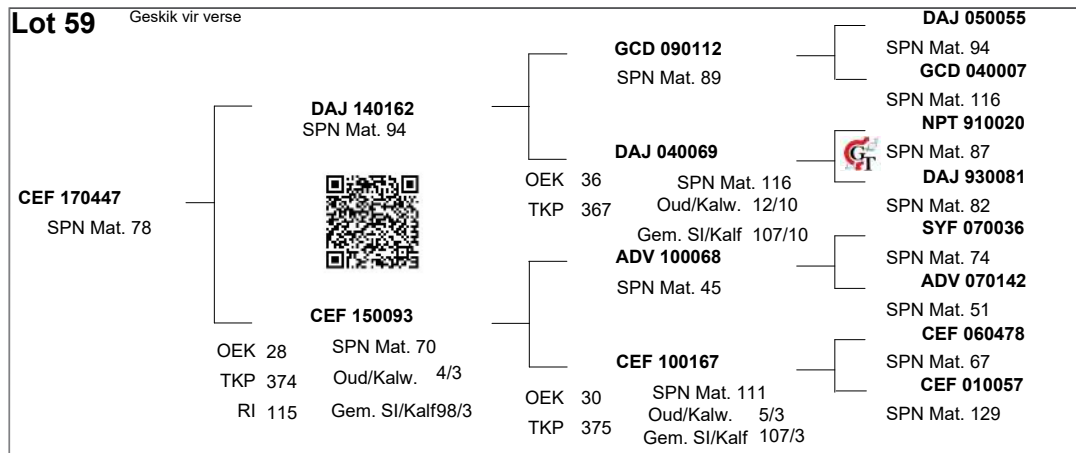 Lot 59
Geskik vir verse
CEF 170447
SPN Mat. 78
DAJ 140162
SPN Mat. 94
CEF 150093
OEK 28
SPN Mat. 70
TKP 374
Oud/Kalw. 4/3
RI 115
Gem. SI/Kalf98/3
GCD 090112
SPN Mat. 89
DAJ 040069
OEK 36
SPN Mat. 116
TKP 367
Oud/Kalw. 12/10
Gem. SI/Kalf 107/10
ADV 100068
SPN Mat. 45
CEF 100167
OEK 30
SPN Mat. 111
Oud/Kalw. 5/3
TKP 375
Gem. SI/Kalf 107/3
DAJ 050055
SPN Mat. 94
GCD 040007
SPN Mat. 116
NPT 910020
GT
SPN Mat. 87
DAJ 930081
SPN Mat. 82
SYF 070036
SPN Mat. 74
ADV 070142
SPN Mat. 51
CEF 060478
SPN Mat. 67
CEF 010057
SPN Mat. 129